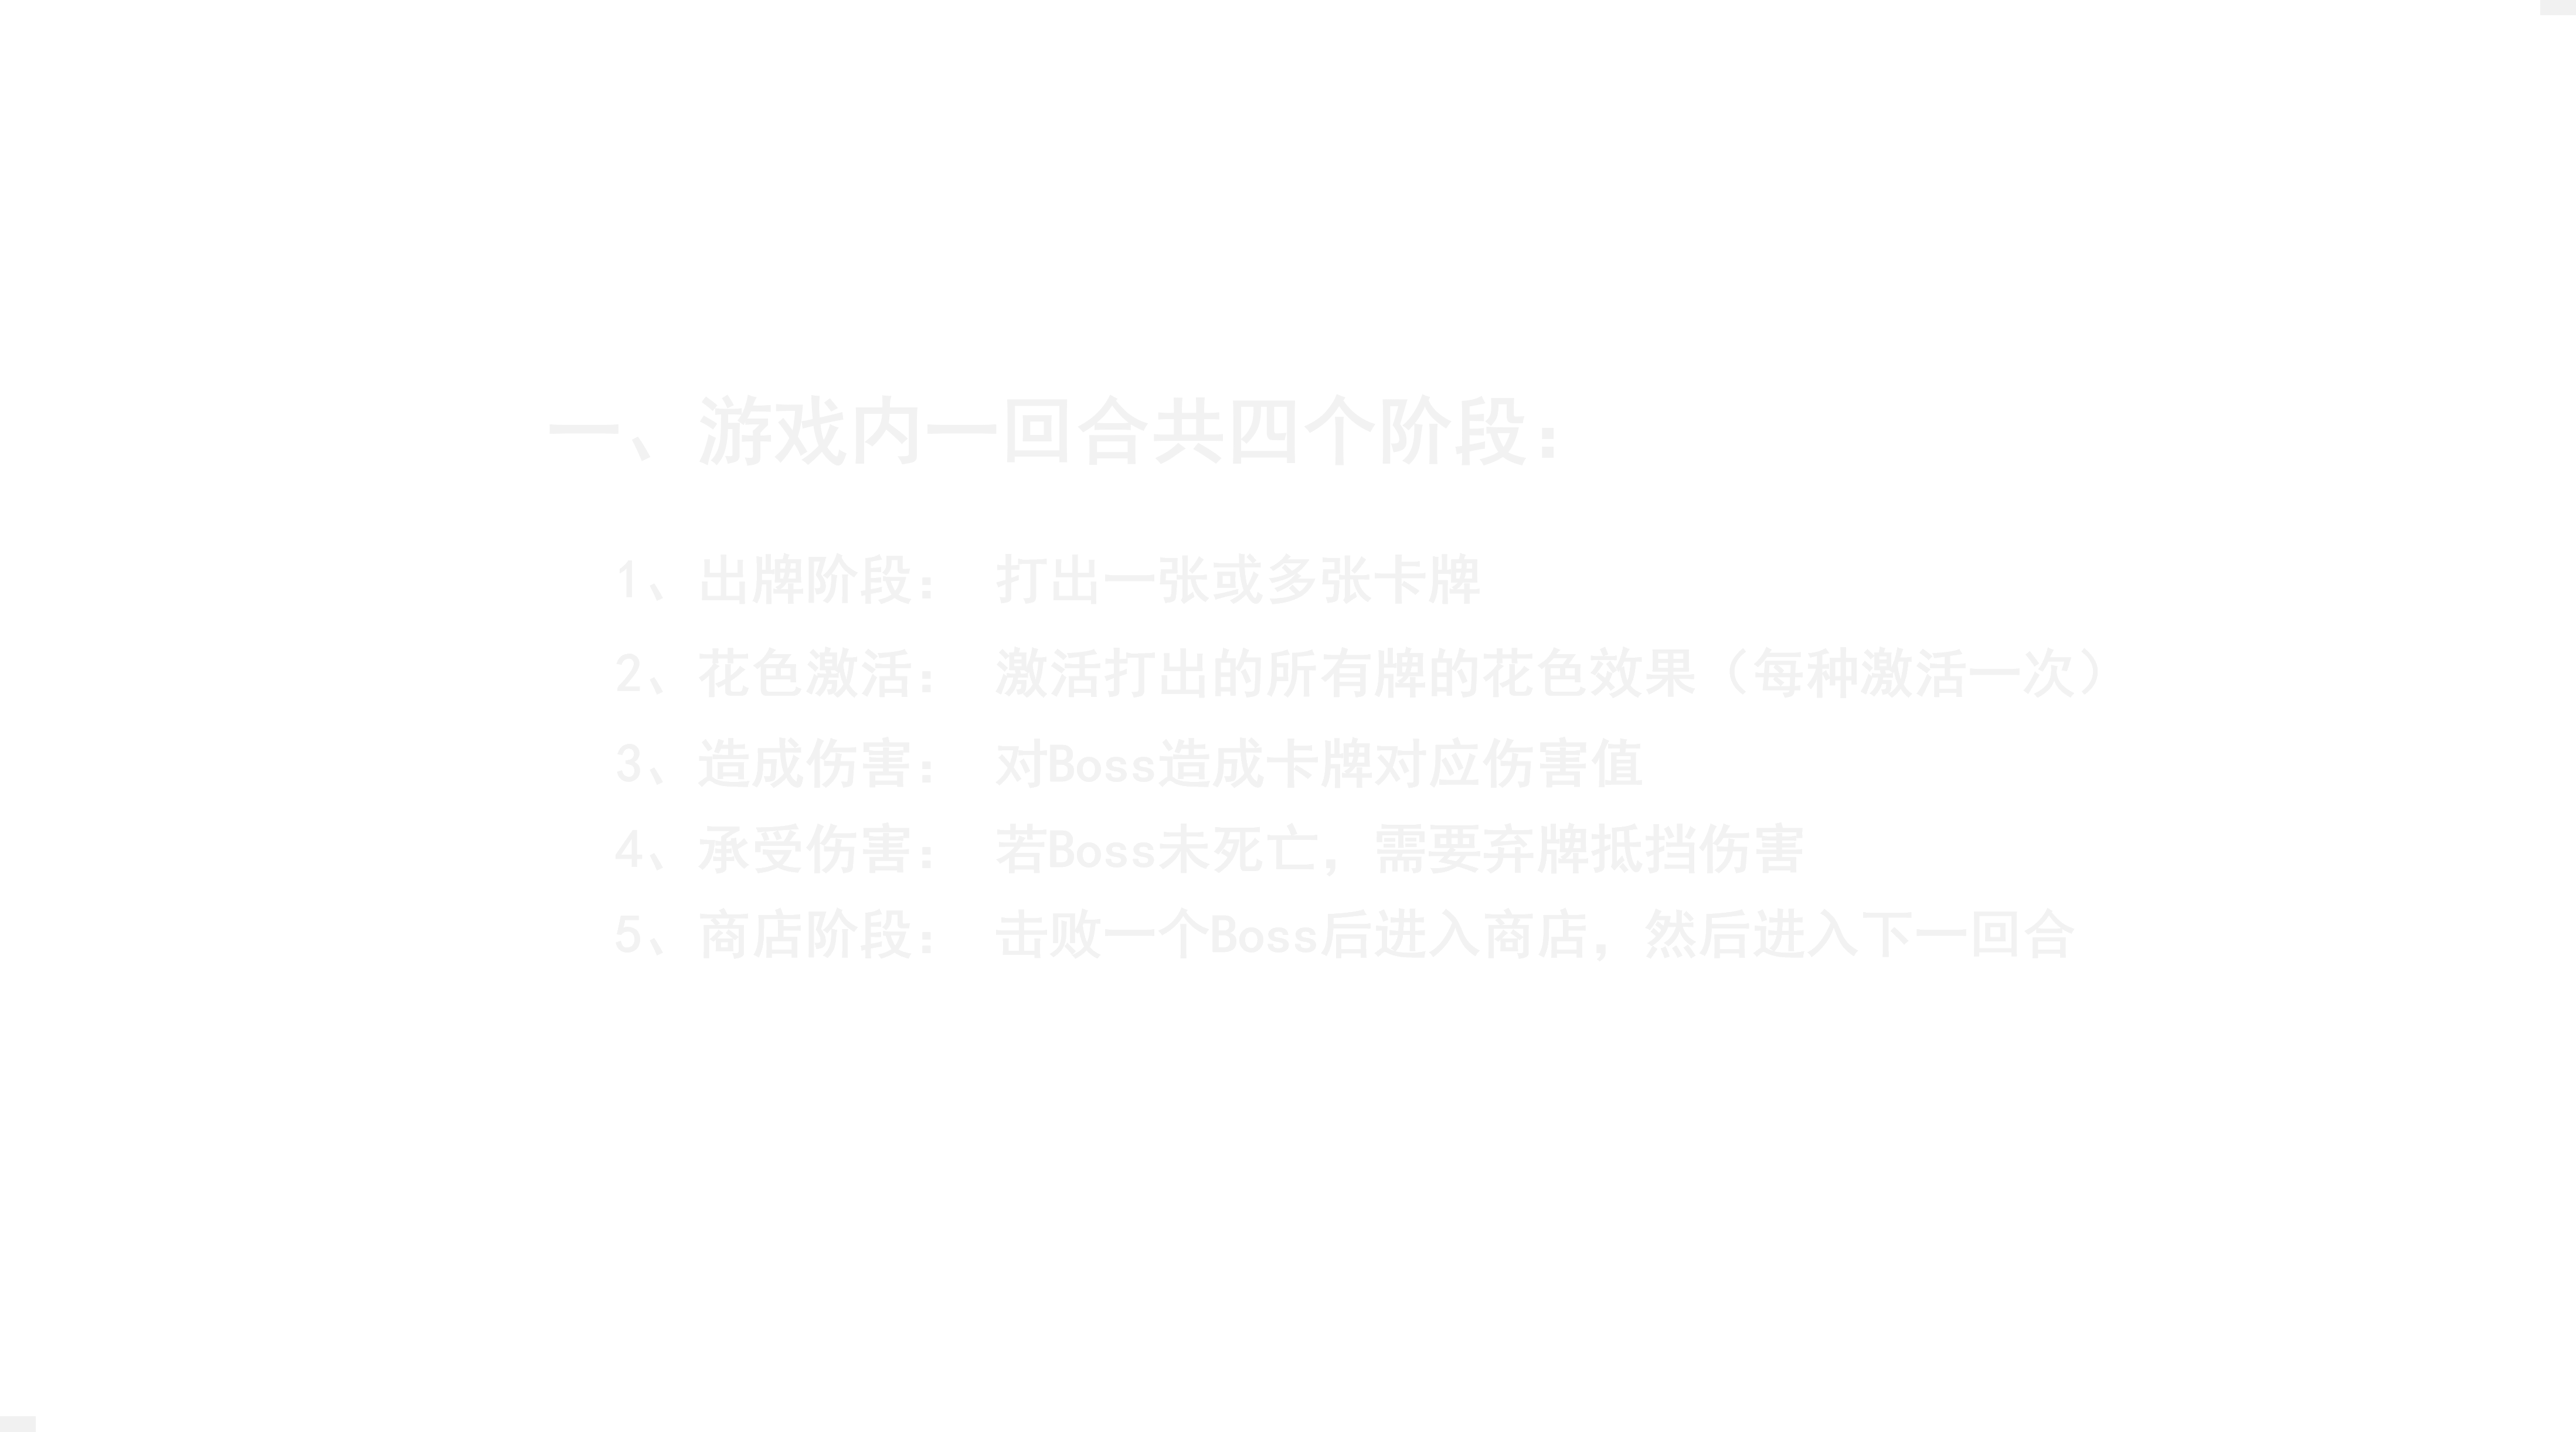 一、游戏内一回合共四个阶段：
1、出牌阶段： 打出一张或多张卡牌
2、花色激活： 激活打出的所有牌的花色效果（每种激活一次）
3、造成伤害： 对Boss造成卡牌对应伤害值
4、承受伤害： 若Boss未死亡，需要弃牌抵挡伤害
5、商店阶段： 击败一个Boss后进入商店，然后进入下一回合